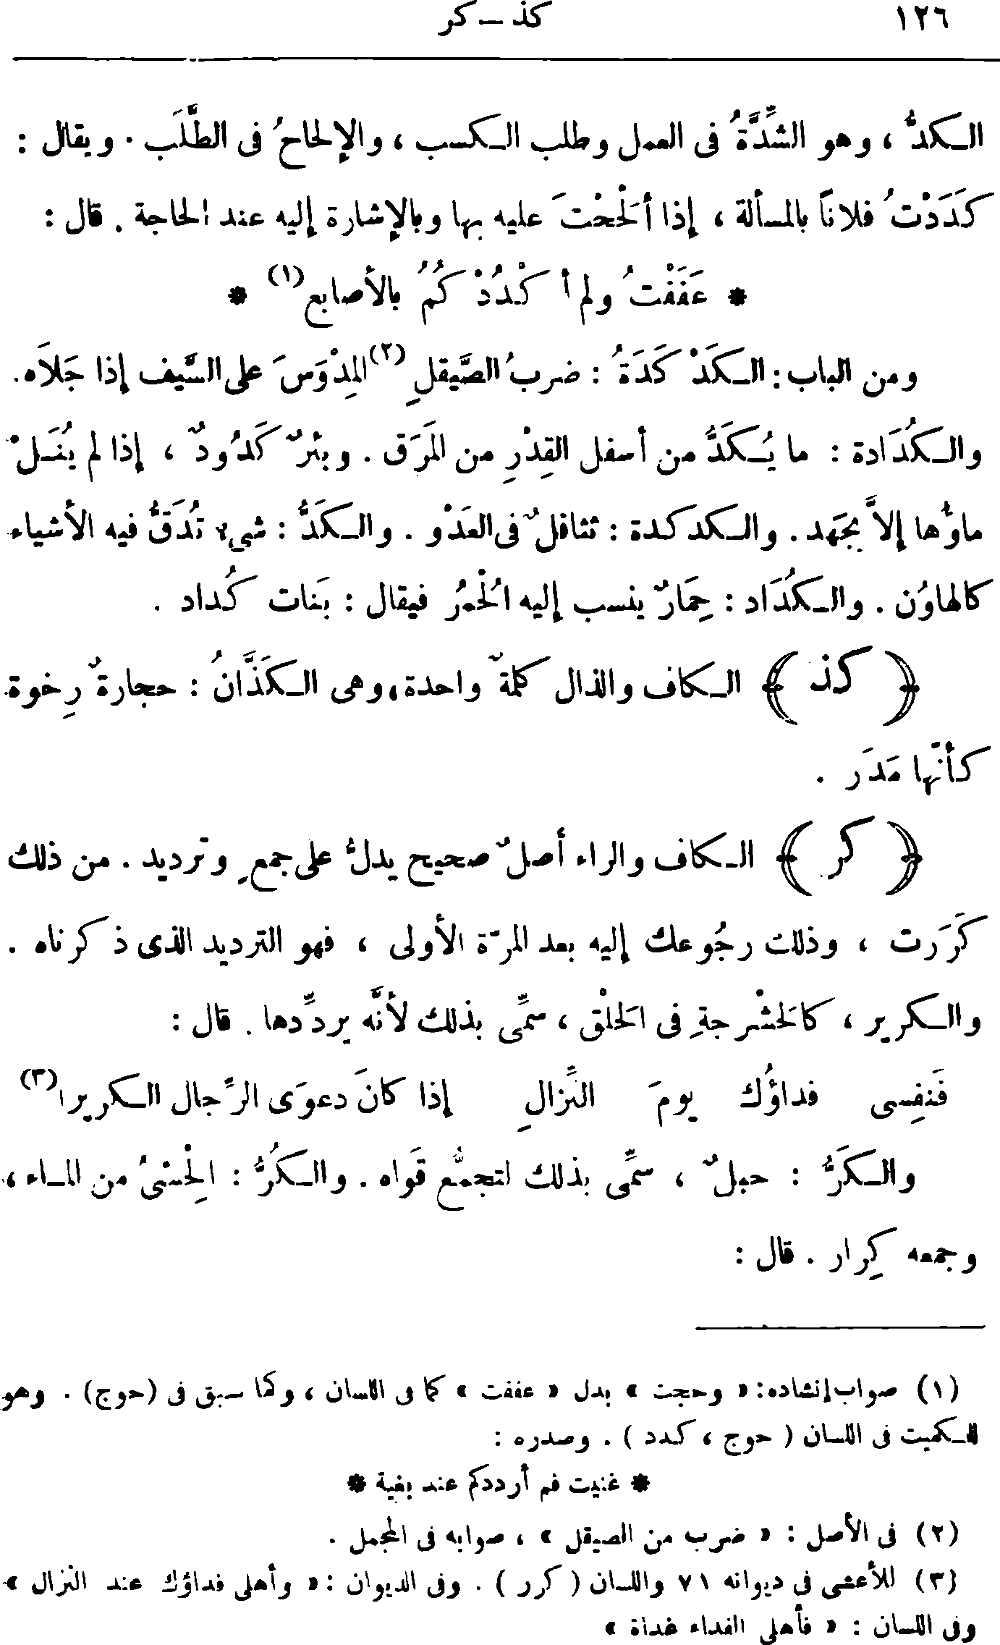 ١٢٦
كذ — كر
الكدُّ ، وهو الشِّدَّةُ فى العمل وطلب الكسب ، والإلحاحُ فى الطَّلَب . ويقال :
كَدَدْتُ فلاناً بالمسألة ، إذا ألْحَحْتَ عليه بها وبالإشارة إليه عند الحاجة . قال :
* عَفَفْتُ ولم أَكْدُدْكُمُ بالأصابع (١) *
ومن الباب : الكَدْكَدَةُ : ضربُ الصَّيقلِ (٢) المِدْوَسَ على السَّيف إذا جَلاَه .
والكُدَادة : ما يُكَدُّ من أسفل القِدْرِ من المَرَق . وبئرٌ كَدُودٌ ، إذا لم يُنَلْ
ماؤُها إلاَّ بجَهد . والكدكدة : تثاقلٌ فى العَدْو . والكَدُّ : شىء تُدَقُّ فيه الأشياء
كالهاوُن . والكُدَاد : حِمَارٌ ينسب إليه الحُمُرُ فيقال : بَنات كُداد .
﴿ كذ ﴾ الكاف والذال كلمةٌ واحدة ، وهى الكَذَّانُ : حجارةٌ رِخوة
كأنّها مَدَر .
﴿ كر ﴾ الكاف والراء أصلٌ صحيح يدلُّ على جمعٍ وترديد . من ذلك
كَرَرت ، وذلك رجُوعك إليه بعد المرّة الأولى ، فهو الترديد الذى ذكرناه .
والكرير ، كالحَشْرجةِ فى الحَلْق ، سمِّى بذلك لأنَّه يردِّدها . قال :
فَنفِسى فداؤُك يومَ النِّزالِ إذا كانَ دعوَى الرِّجال الكريرا (٣)
والكَرُّ : حبلٌ ، سمِّى بذلك لتجمُّع قُواه . والكُرُّ : الحِسْىُ من الماء ،
وجمعه كِرار . قال :
(١) صواب إنشاده : « وحجت » بدل « عففت » كما فى اللسان ، وكما سبق فى (حوج) . وهو
للكميت فى اللسان ( حوج ، كدد ) . وصدره :
* غنيت فم أرددكم عند بغية *
(٢) فى الأصل : « ضرب من الصيقل » ، صوابه فى المجمل .
(٣) للأعشى فى ديوانه ٧١ واللسان ( كرر ) . وفى الديوان : « وأهلى فداؤك عند النزال »
وفى اللسان : « فأهلى الفداء غداة »